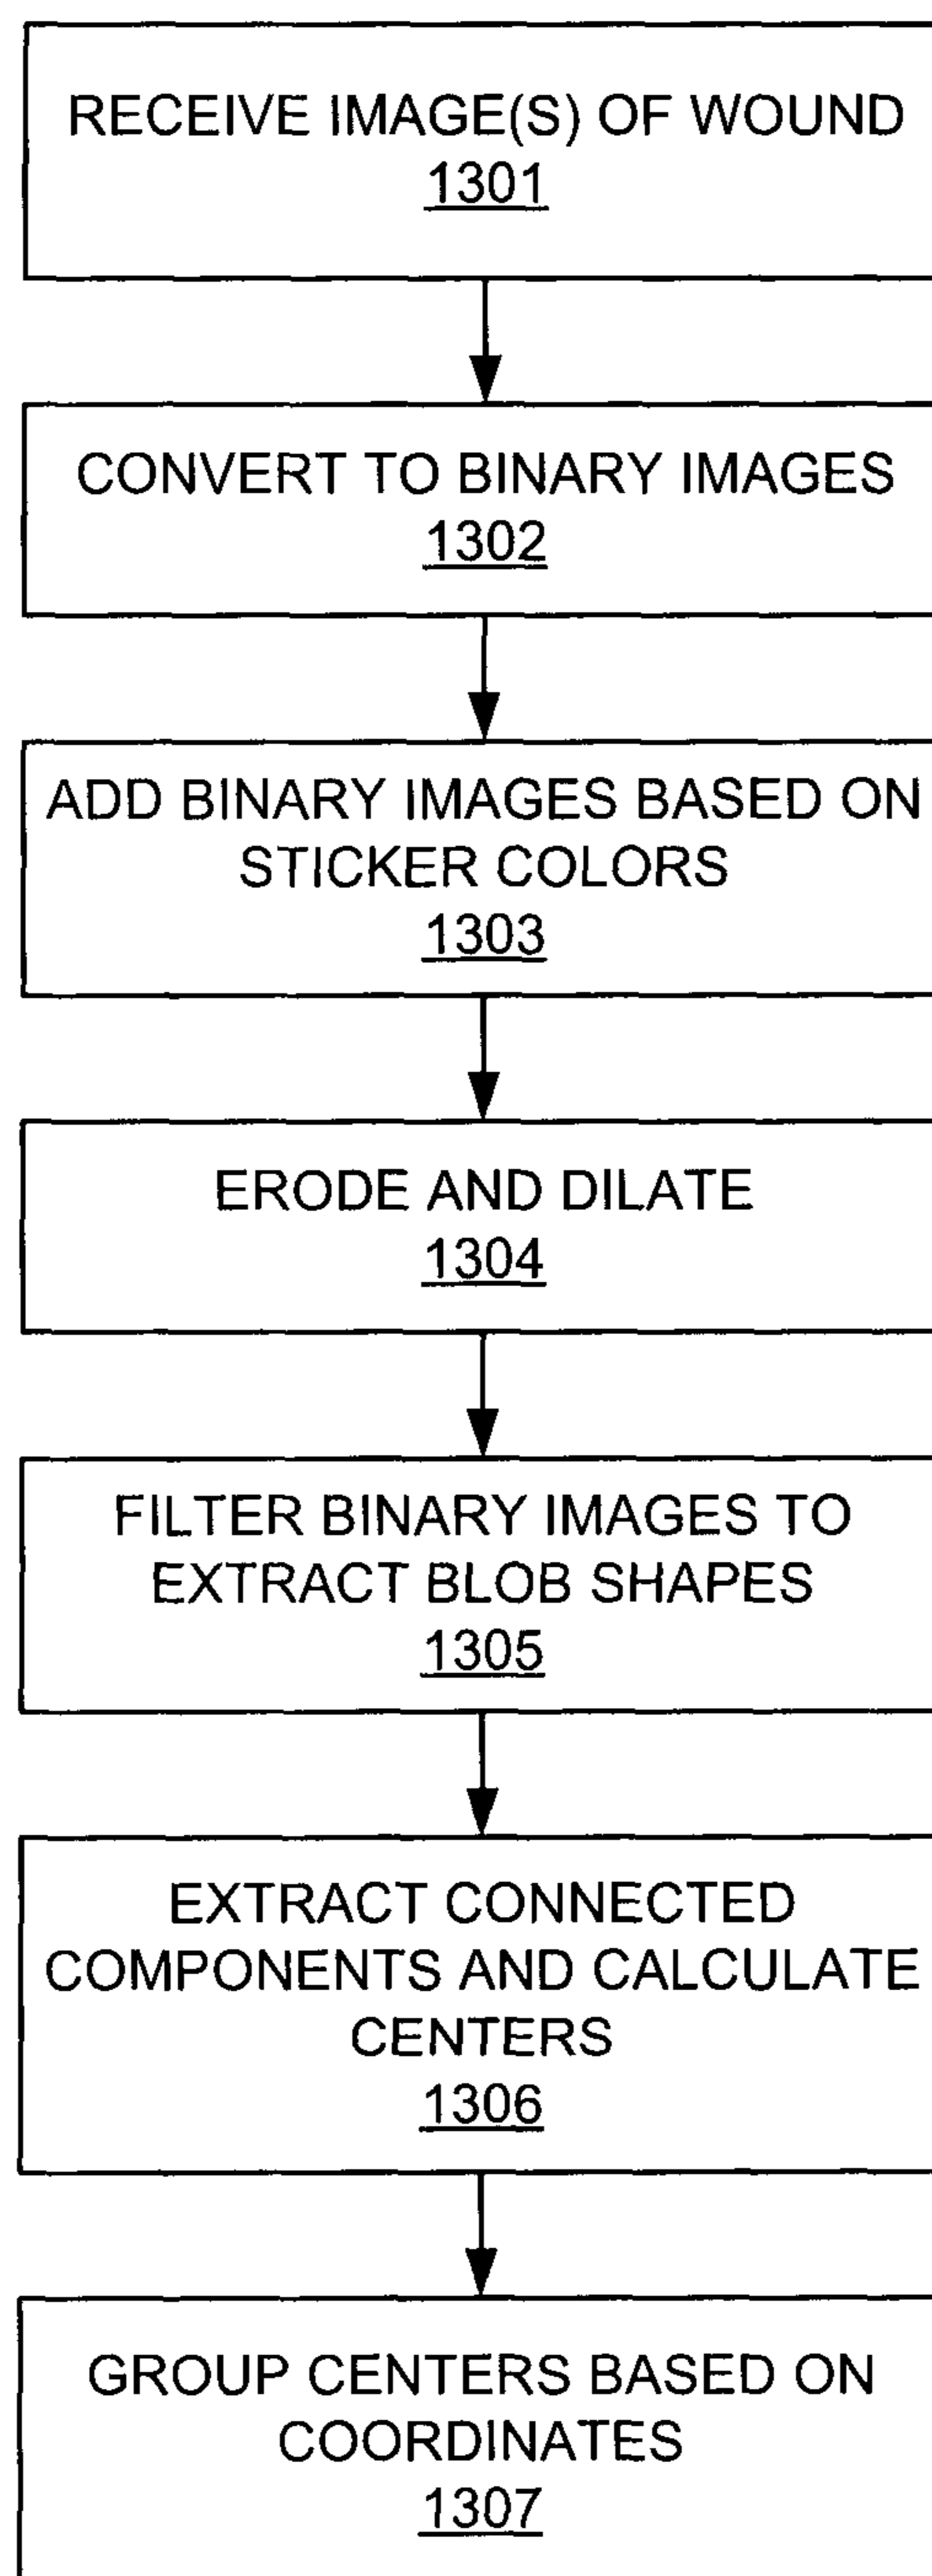 RECEIVE IMAGE(S) OF WOUND
1301
CONVERT TO BINARY IMAGES
1302
ADD BINARY IMAGES BASED ON
STICKER COLORS
1303
ERODE AND DILATE
1304
FILTER BINARY IMAGES TO
EXTRACT BLOB SHAPES
1305
EXTRACT CONNECTED
COMPONENTS AND CALCULATE
CENTERS
1306
GROUP CENTERS BASED ON
COORDINATES
1307